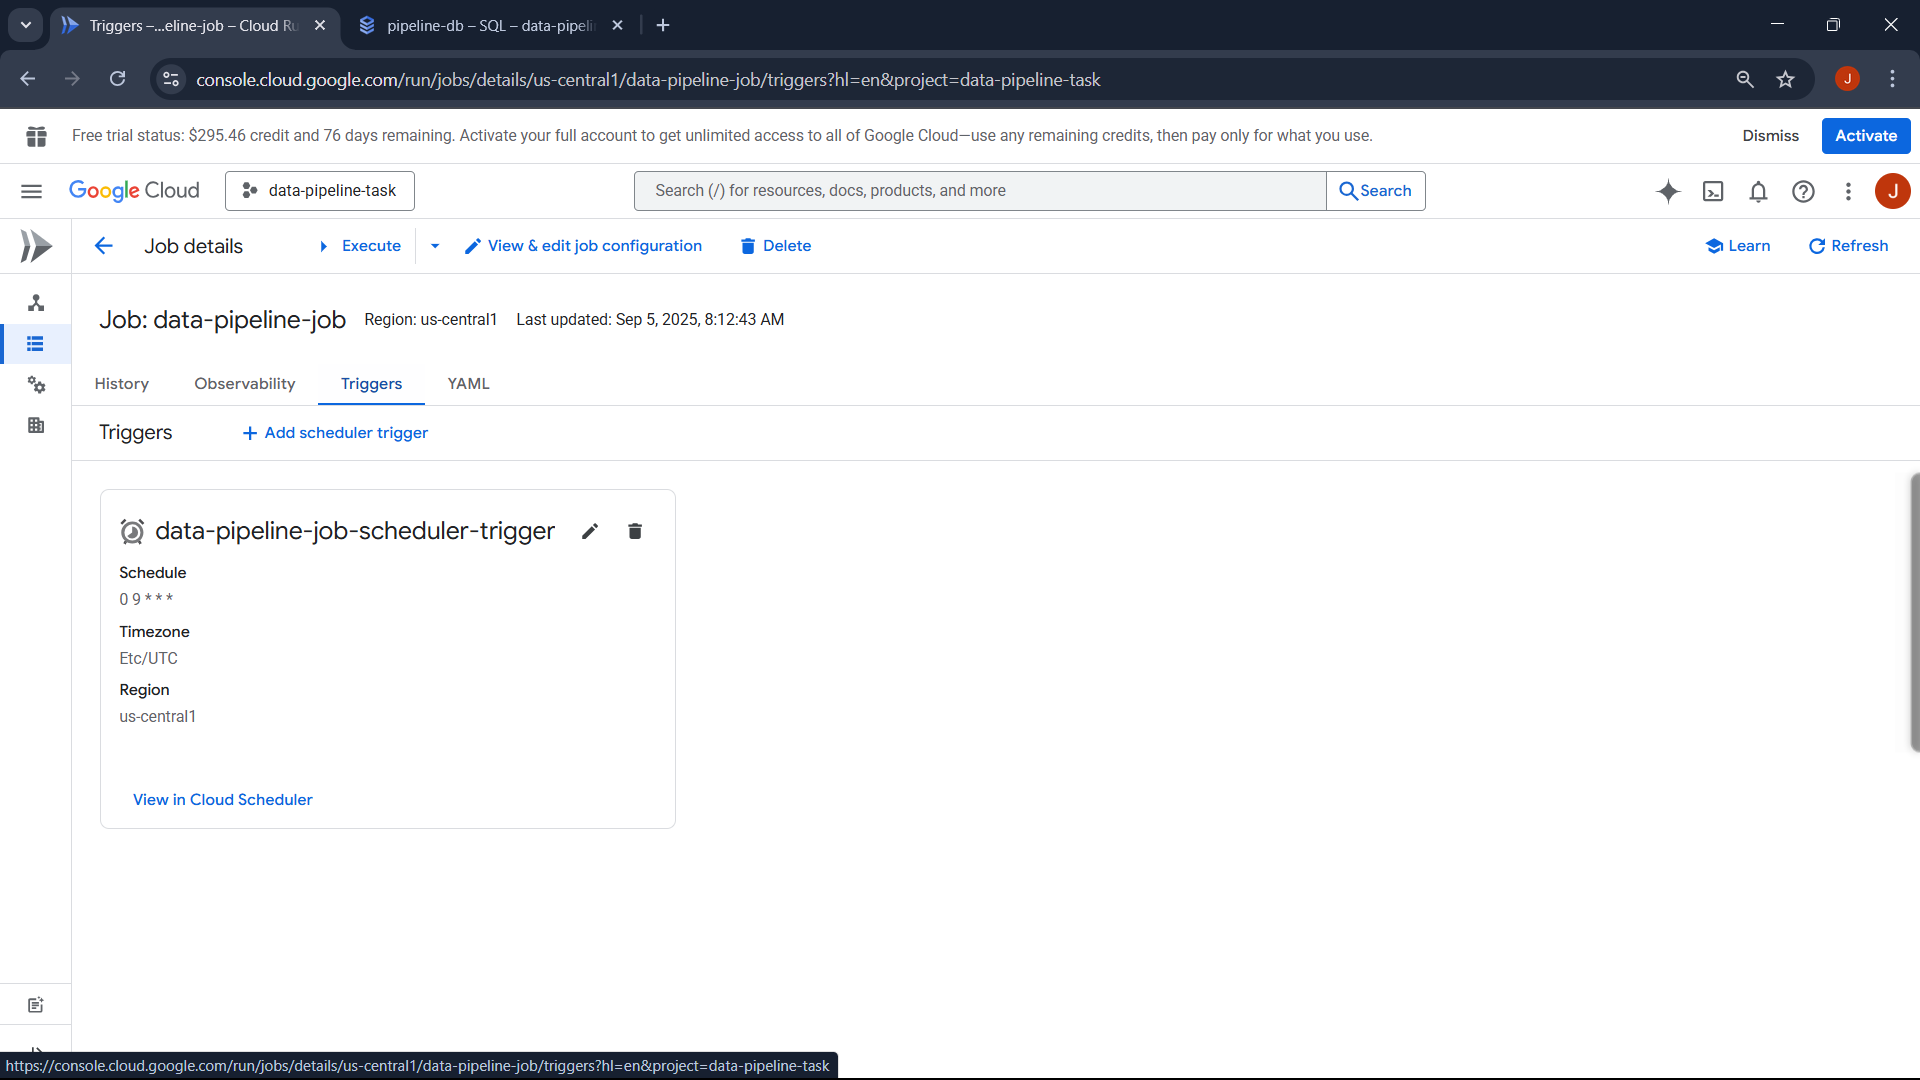 Triggers –...eline-job – Cloud Ru
pipeline-db – SQL – data-pipeli
console.cloud.google.com/run/jobs/details/us-central1/data-pipeline-job/triggers?hl=en&project=data-pipeline-task
J
Free trial status: $295.46 credit and 76 days remaining. Activate your full account to get unlimited access to all of Google Cloud—use any remaining credits, then pay only for what you use.
Dismiss
Activate
Google Cloud
data-pipeline-task
Search (/) for resources, docs, products, and more
Search
J
Job details
Execute
View & edit job configuration
Delete
Learn
Refresh
Job: data-pipeline-job
Region: us-central1
Last updated: Sep 5, 2025, 8:12:43 AM
History
Observability
Triggers
YAML
Triggers
Add scheduler trigger
data-pipeline-job-scheduler-trigger
Schedule
0 9 * * *
Timezone
Etc/UTC
Region
us-central1
View in Cloud Scheduler
https://console.cloud.google.com/run/jobs/details/us-central1/data-pipeline-job/triggers?hl=en&project=data-pipeline-task